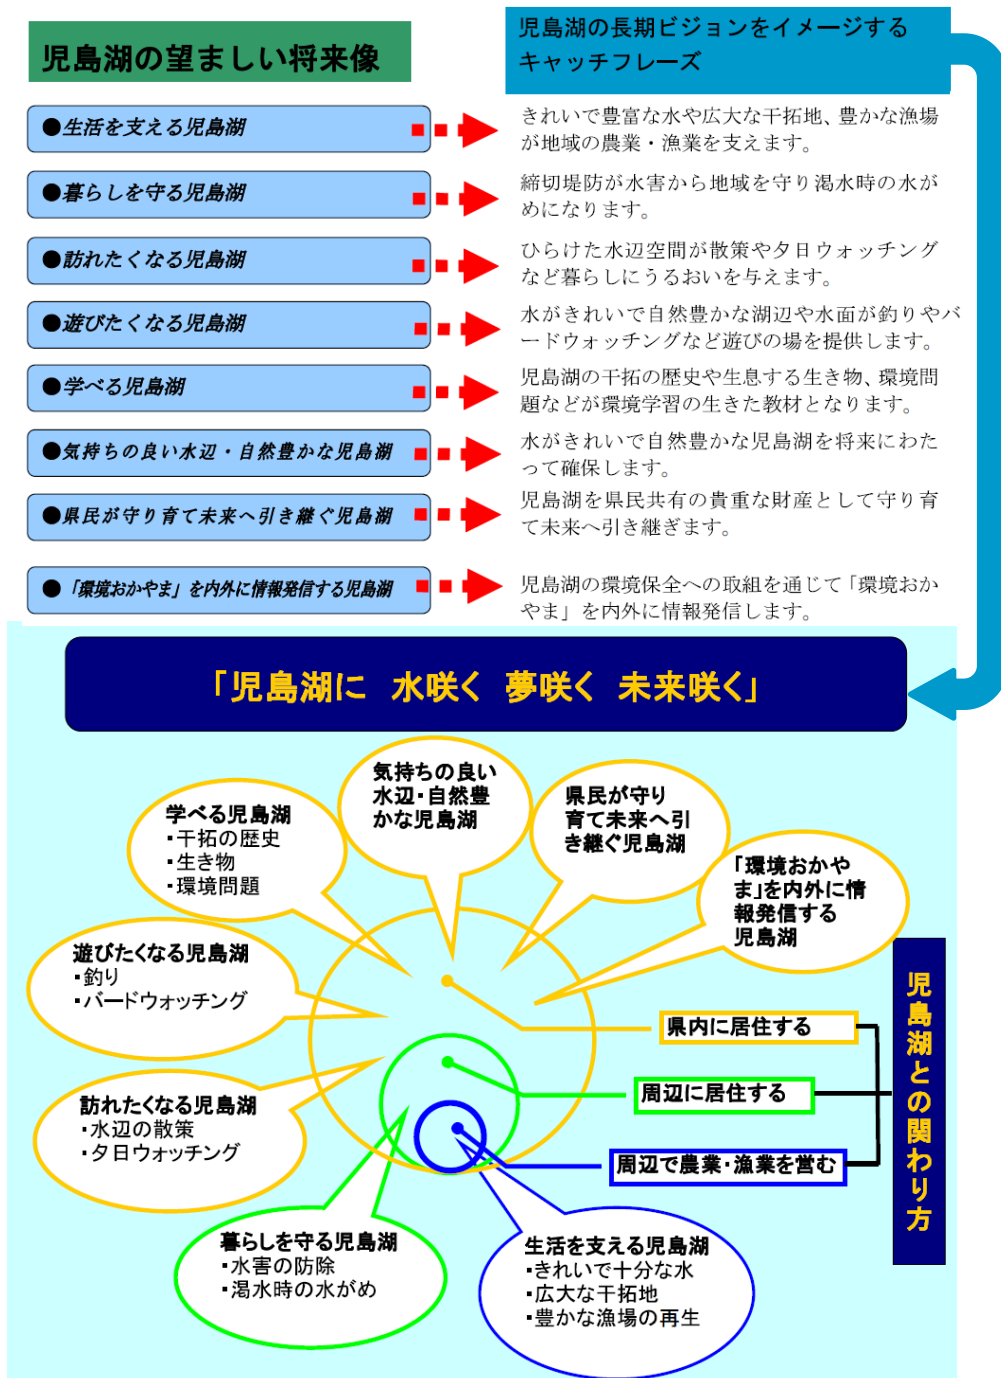 児島湖の望ましい将来像
児島湖の長期ビジョンをイメージする
キャッチフレーズ
●生活を支える児島湖
きれいで豊富な水や広大な干拓地、豊かな漁場
が地域の農業・漁業を支えます。
●暮らしを守る児島湖
締切堤防が水害から地域を守り渇水時の水が
めになります。
●訪れたくなる児島湖
ひらけた水辺空間が散策や夕日ウォッチング
など暮らしにうるおいを与えます。
●遊びたくなる児島湖
水がきれいで自然豊かな湖辺や水面が釣りやバ
ードウォッチングなど遊びの場を提供します。
●学べる児島湖
児島湖の干拓の歴史や生息する生き物、環境問
題などが環境学習の生きた教材となります。
●気持ちの良い水辺・自然豊かな児島湖
水がきれいで自然豊かな児島湖を将来にわた
って確保します。
●県民が守り育て未来へ引き継ぐ児島湖
児島湖を県民共有の貴重な財産として守り育
て未来へ引き継ぎます。
●「環境おかやま」を内外に情報発信する児島湖
児島湖の環境保全への取組を通じて「環境おか
やま」を内外に情報発信します。
「児島湖に 水咲く 夢咲く 未来咲く」
気持ちの良い
水辺・自然豊
かな児島湖
学べる児島湖
・干拓の歴史
・生き物
・環境問題
県民が守り
育て未来へ引
き継ぐ児島湖
「環境おかや
ま」を内外に情
報発信する
児島湖
遊びたくなる児島湖
・釣り
・バードウォッチング
児島湖との関わり方
県内に居住する
周辺に居住する
周辺で農業・漁業を営む
訪れたくなる児島湖
・水辺の散策
・夕日ウォッチング
暮らしを守る児島湖
・水害の防除
・渇水時の水がめ
生活を支える児島湖
・きれいで十分な水
・広大な干拓地
・豊かな漁場の再生